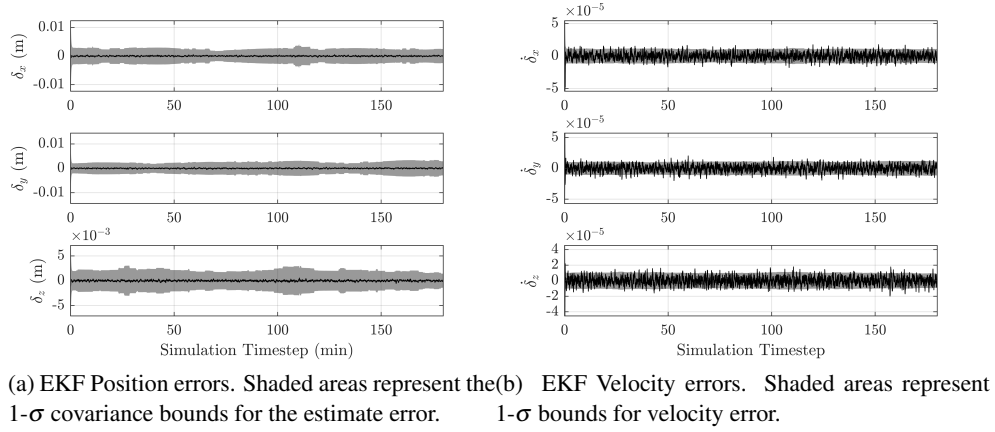 0.01
0
-0.01
δx (m)
0 50 100 150
0.01
0
-0.01
δy (m)
0 50 100 150
×10⁻³
5
0
-5
δz (m)
0 50 100 150
Simulation Timestep (min)
×10⁻⁵
5
0
-5
δ̇x
0 50 100 150
×10⁻⁵
5
0
-5
δ̇y
0 50 100 150
×10⁻⁵
4
2
0
-2
-4
δ̇z
0 50 100 150
Simulation Timestep
(a) EKF Position errors. Shaded areas represent the
1-σ covariance bounds for the estimate error.
(b) EKF Velocity errors. Shaded areas represent
1-σ bounds for velocity error.